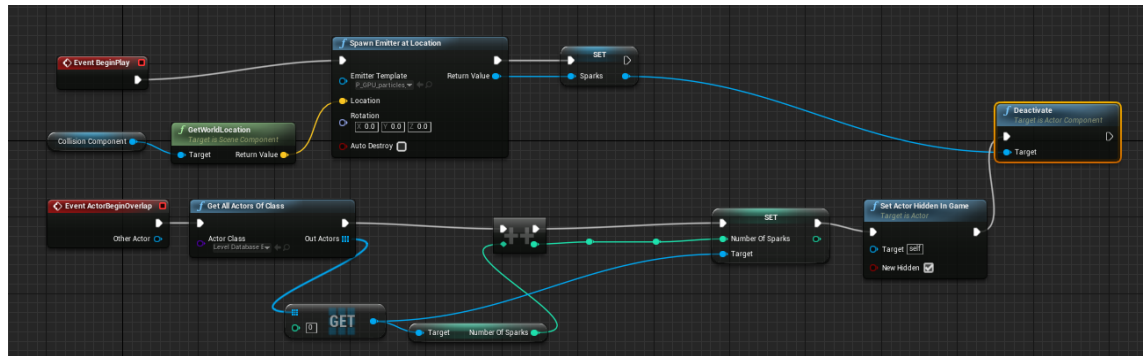 Event BeginPlay
Collision Component
GetWorldLocation
Target is Scene Component
Target
Return Value
Spawn Emitter at Location
Emitter Template
P_GPU_particles
Return Value
Location
Rotation
X 0.0 Y 0.0 Z 0.0
Auto Destroy
SET
Sparks
Deactivate
Target is Actor Component
Target
Event ActorBeginOverlap
Other Actor
Get All Actors Of Class
Actor Class
Level Database B
Out Actors
++
0
GET
Target
Number Of Sparks
SET
Number Of Sparks
Target
Set Actor Hidden In Game
Target is Actor
Target self
New Hidden